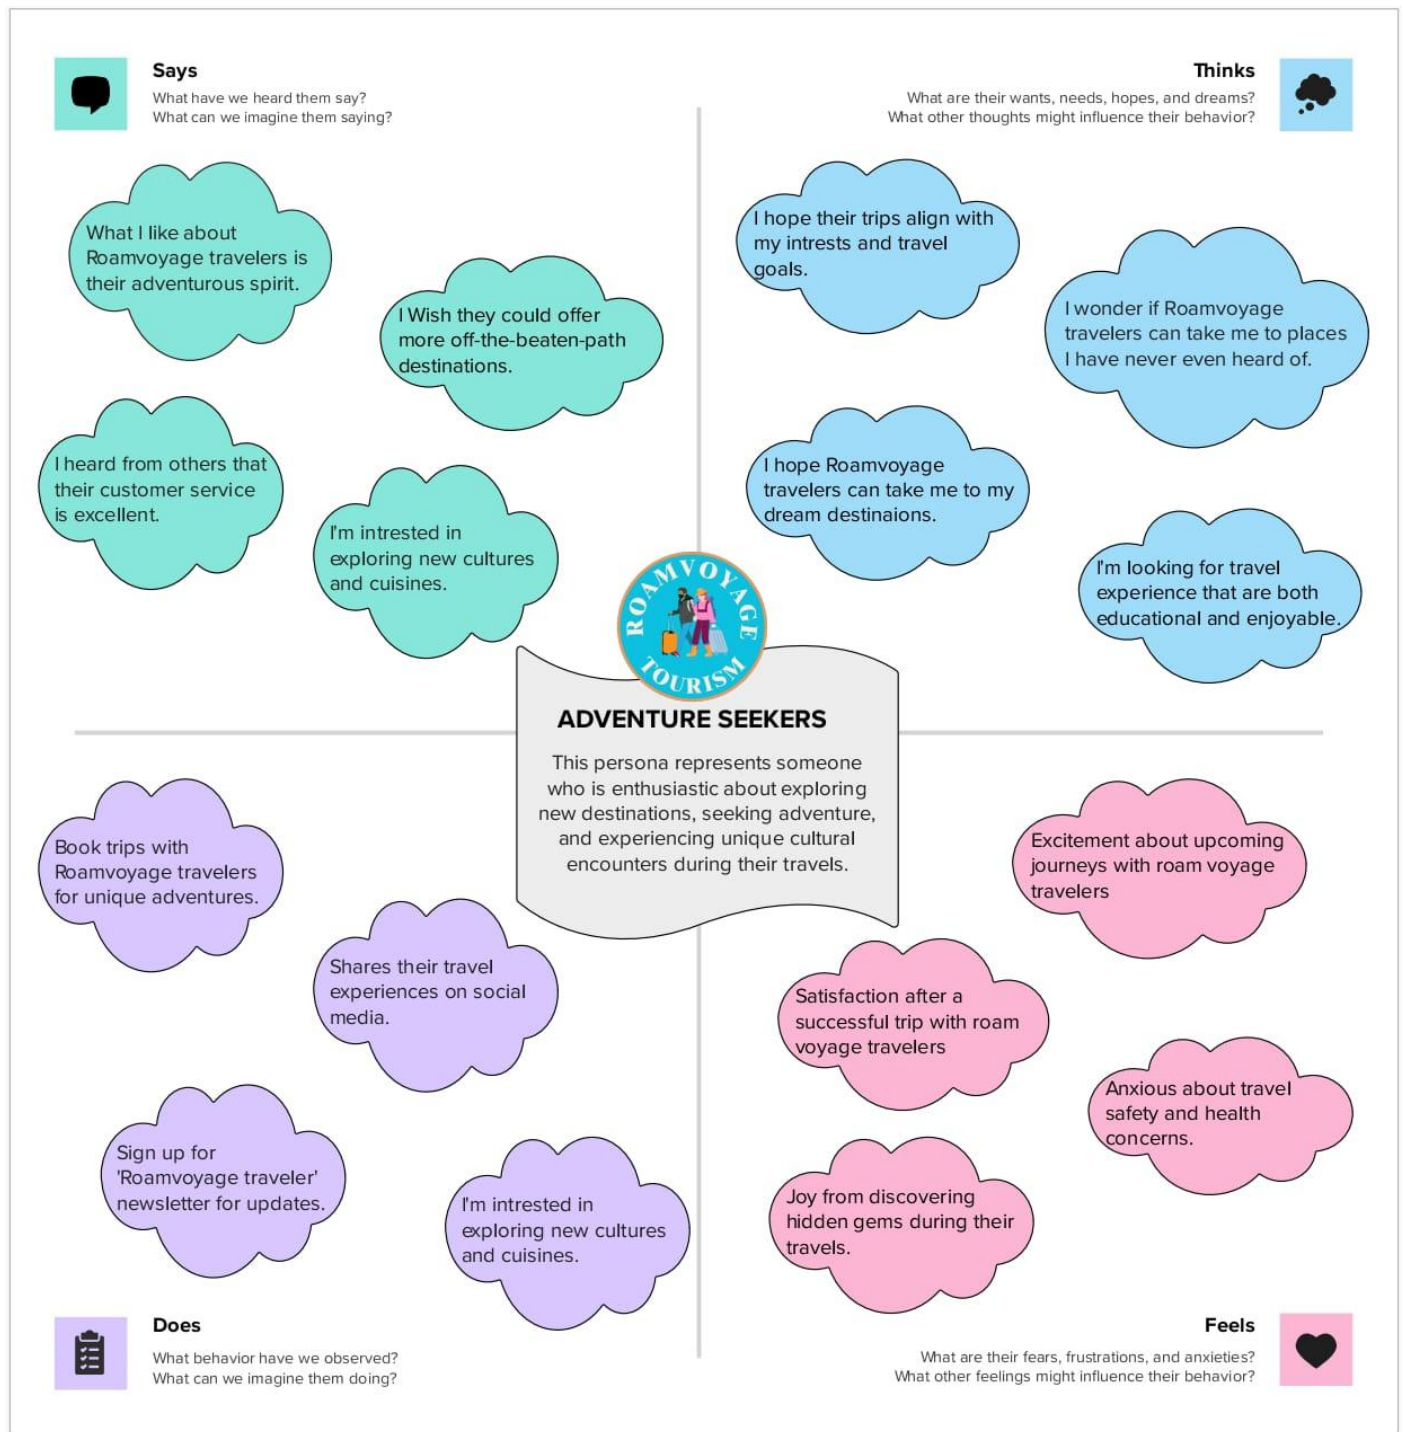 Says
What have we heard them say?
What can we imagine them saying?
What I like about
Roamvoyage travelers is
their adventurous spirit.
I Wish they could offer
more off-the-beaten-path
destinations.
I heard from others that
their customer service
is excellent.
I'm intrested in
exploring new cultures
and cuisines.
Thinks
What are their wants, needs, hopes, and dreams?
What other thoughts might influence their behavior?
I hope their trips align with
my intrests and travel
goals.
I wonder if Roamvoyage
travelers can take me to places
I have never even heard of.
I hope Roamvoyage
travelers can take me to my
dream destinaions.
I'm looking for travel
experience that are both
educational and enjoyable.
ROAMVOYAGE
TOURISM
ADVENTURE SEEKERS
This persona represents someone
who is enthusiastic about exploring
new destinations, seeking adventure,
and experiencing unique cultural
encounters during their travels.
Book trips with
Roamvoyage travelers
for unique adventures.
Shares their travel
experiences on social
media.
Sign up for
'Roamvoyage traveler'
newsletter for updates.
I'm intrested in
exploring new cultures
and cuisines.
Does
What behavior have we observed?
What can we imagine them doing?
Excitement about upcoming
journeys with roam voyage
travelers
Satisfaction after a
successful trip with roam
voyage travelers
Anxious about travel
safety and health
concerns.
Joy from discovering
hidden gems during their
travels.
Feels
What are their fears, frustrations, and anxieties?
What other feelings might influence their behavior?